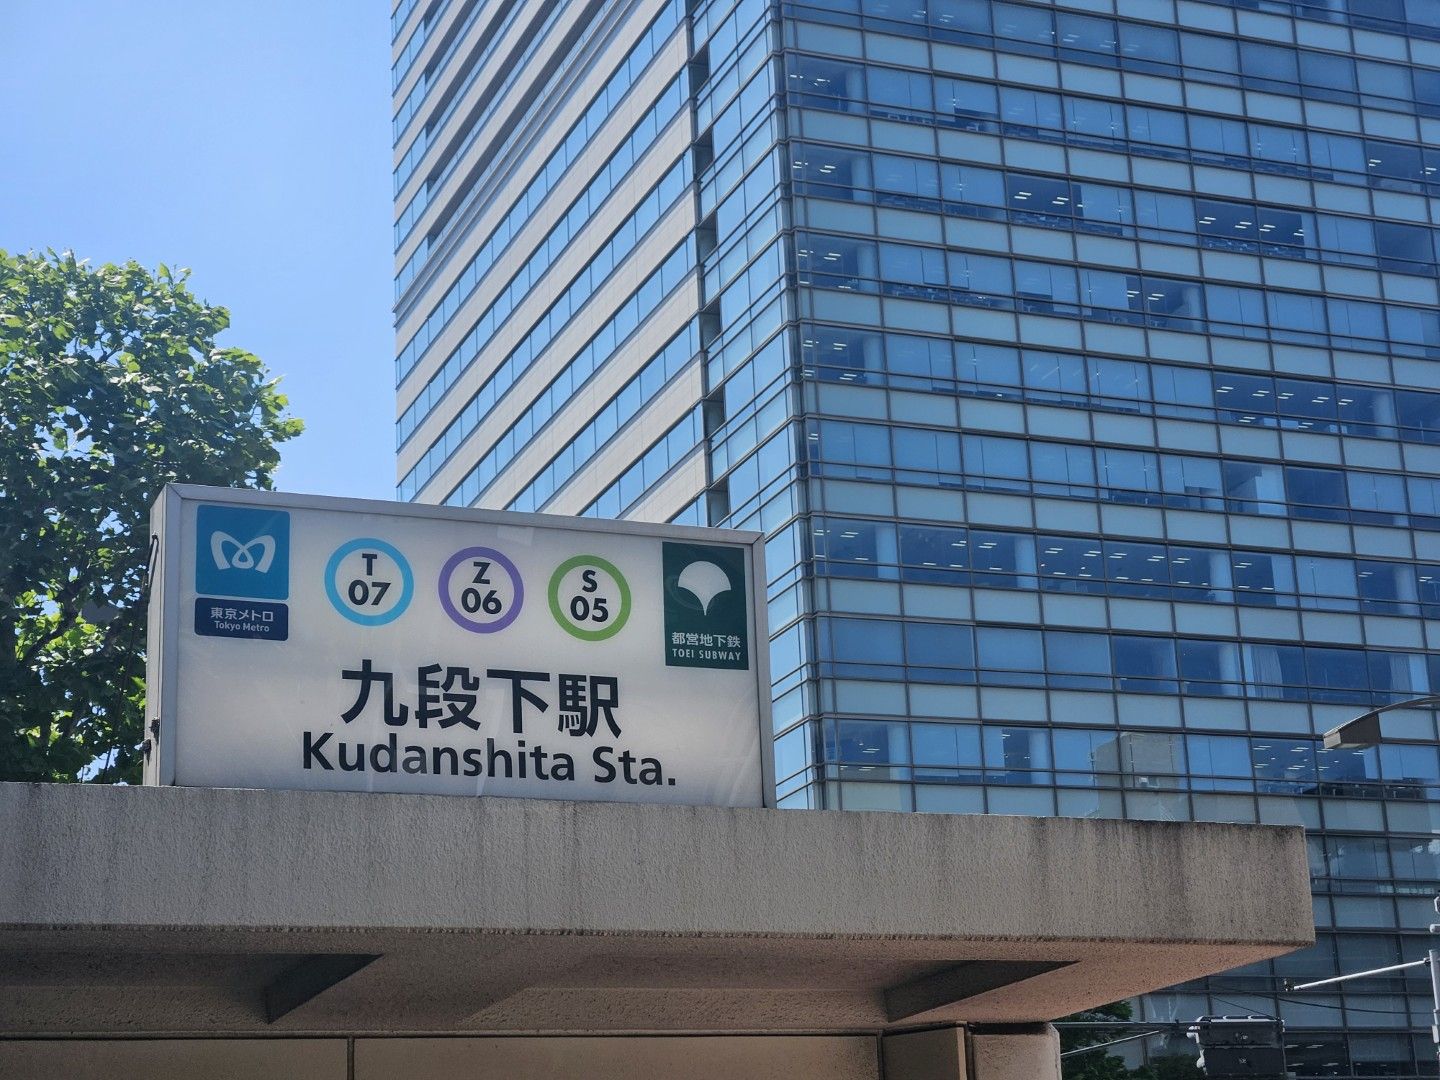 東京メトロ
Tokyo Metro
T
07
Z
06
S
05
都営地下鉄
TOEI SUBWAY
九段下駅
Kudanshita Sta.